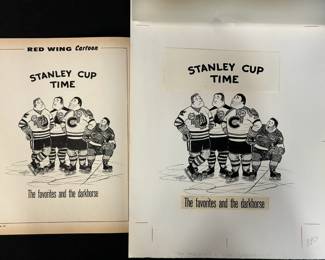 RED WING Cartoon
STANLEY CUP
TIME
The favorites and the darkhorse
STANLEY CUP
TIME
C
The favorites and the darkhorse